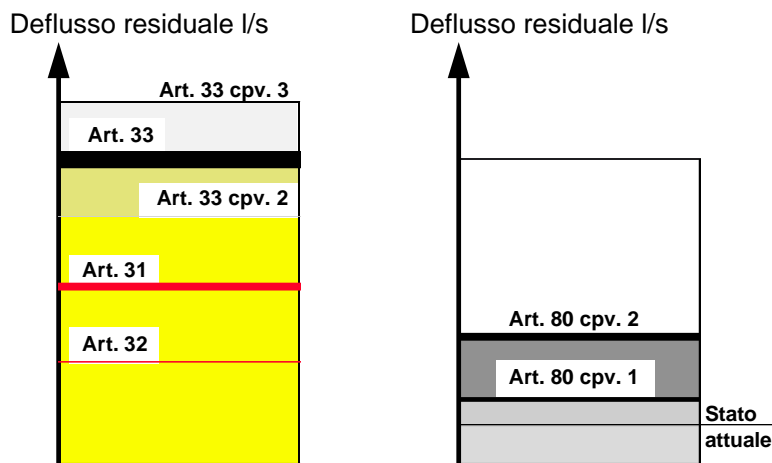 Deflusso residuale l/s
Art. 33 cpv. 3
Art. 33
Art. 33 cpv. 2
Art. 31
Art. 32
Deflusso residuale l/s
Art. 80 cpv. 2
Art. 80 cpv. 1
Stato
attuale